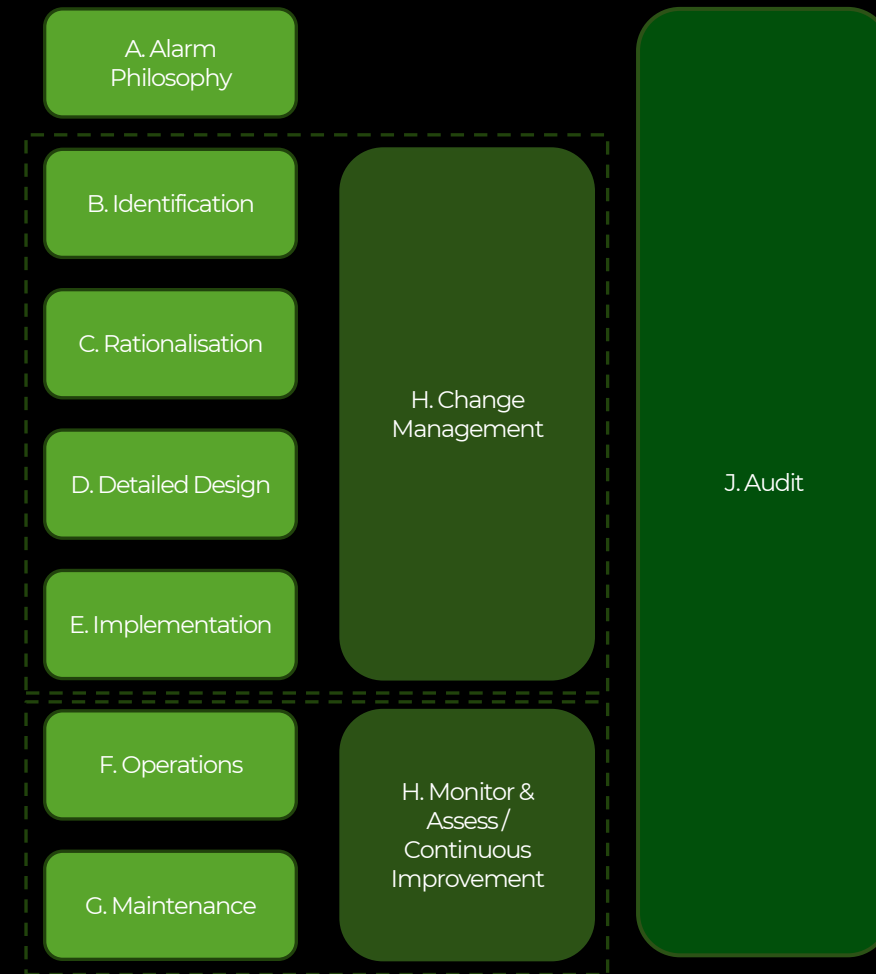 A. Alarm
Philosophy
B. Identification
C. Rationalisation
D. Detailed Design
E. Implementation
F. Operations
G. Maintenance
H. Change
Management
H. Monitor &
Assess /
Continuous
Improvement
J. Audit